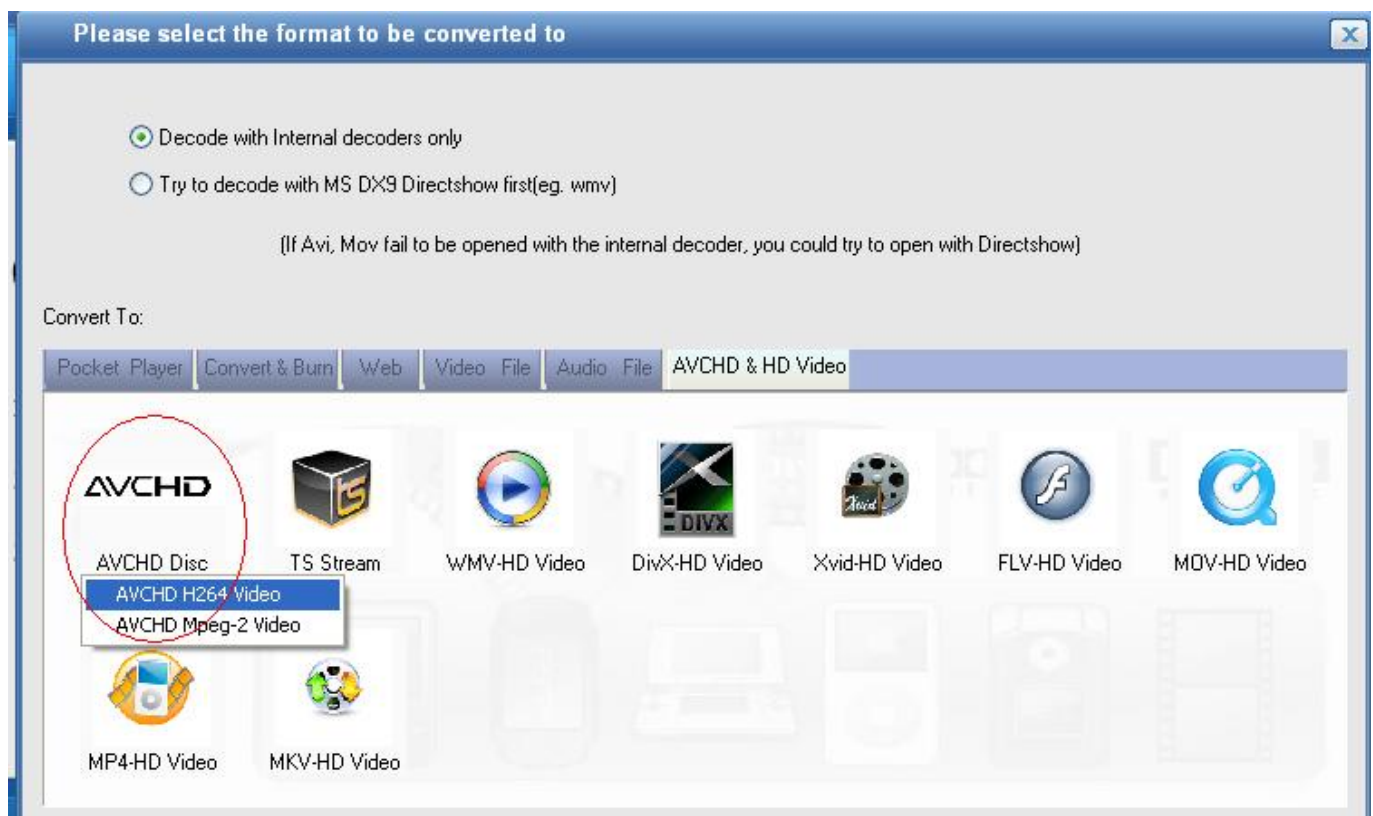 Please select the format to be converted to
X
Decode with Internal decoders only
Try to decode with MS DX9 Directshow first(eg. wmv)
(If Avi, Mov fail to be opened with the internal decoder, you could try to open with Directshow)
Convert To:
Pocket Player Convert & Burn Web Video File Audio File AVCHD & HD Video
AVCHD TS DIVX Xvid
AVCHD Disc TS Stream WMV-HD Video DivX-HD Video Xvid-HD Video FLV-HD Video MOV-HD Video
AVCHD H264 Video
AVCHD Mpeg-2 Video
MP4-HD Video MKV-HD Video